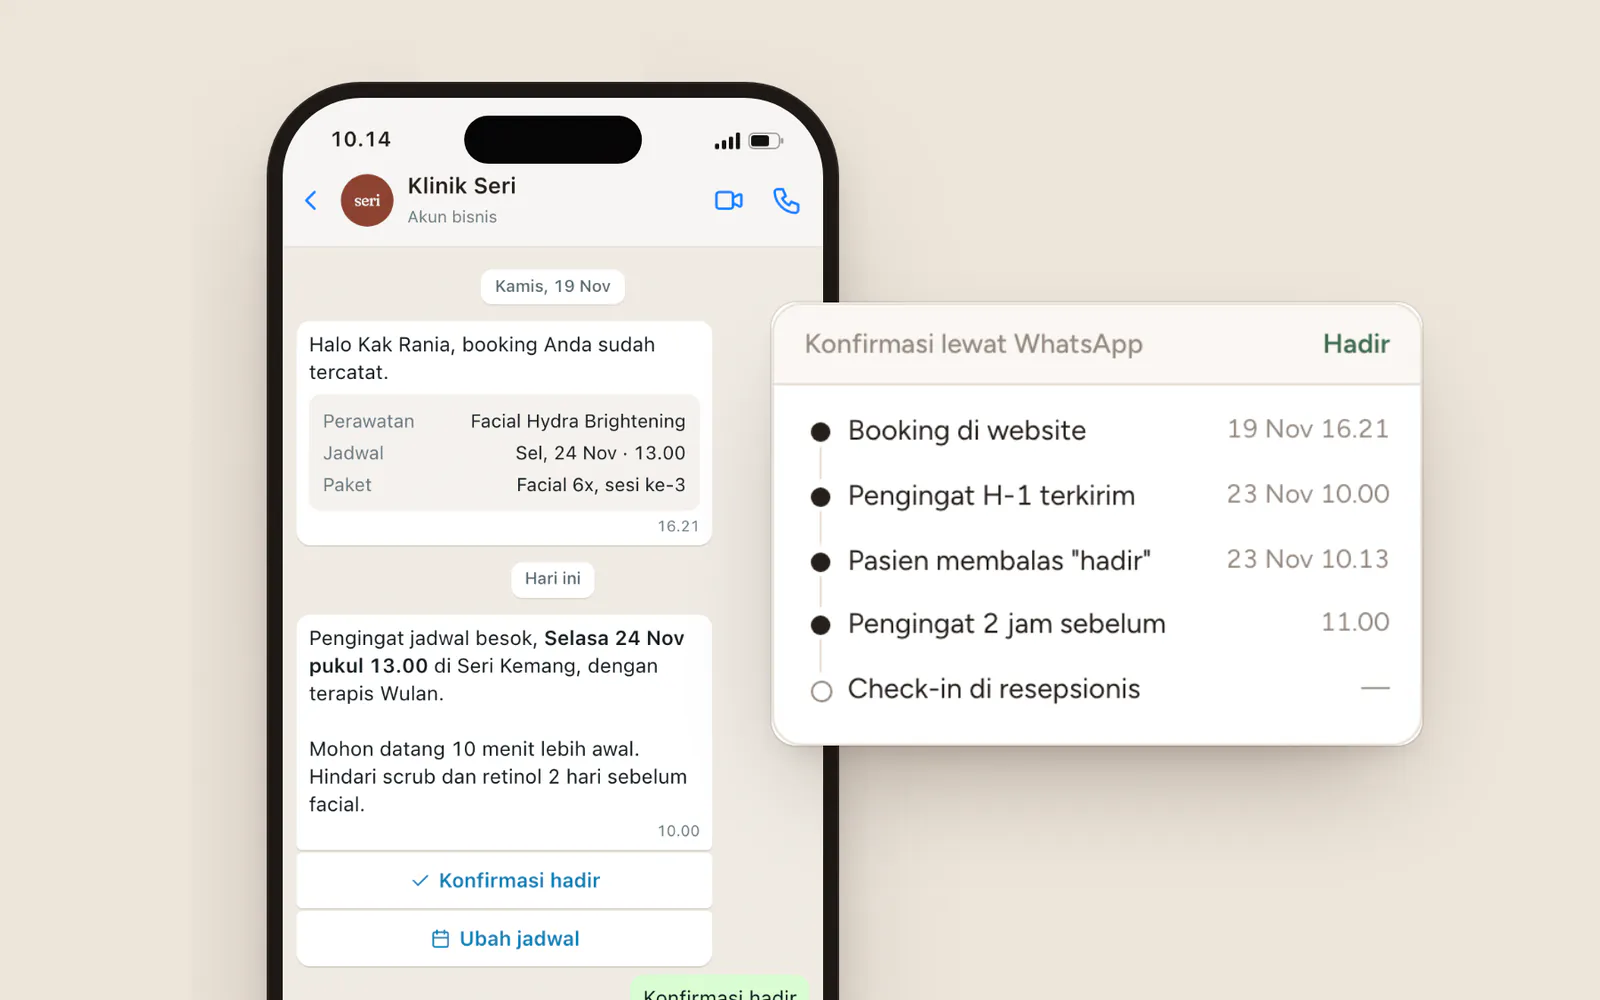 10.14
seri
Klinik Seri
Akun bisnis
Kamis, 19 Nov
Halo Kak Rania, booking Anda sudah
tercatat.
Perawatan Facial Hydra Brightening
Jadwal Sel, 24 Nov · 13.00
Paket Facial 6x, sesi ke-3
16.21
Hari ini
Pengingat jadwal besok, Selasa 24 Nov
pukul 13.00 di Seri Kemang, dengan
terapis Wulan.
Mohon datang 10 menit lebih awal.
Hindari scrub dan retinol 2 hari sebelum
facial.
10.00
Konfirmasi hadir
Ubah jadwal
Konfirmasi hadir
Konfirmasi lewat WhatsApp Hadir
Booking di website 19 Nov 16.21
Pengingat H-1 terkirim 23 Nov 10.00
Pasien membalas "hadir" 23 Nov 10.13
Pengingat 2 jam sebelum 11.00
Check-in di resepsionis —